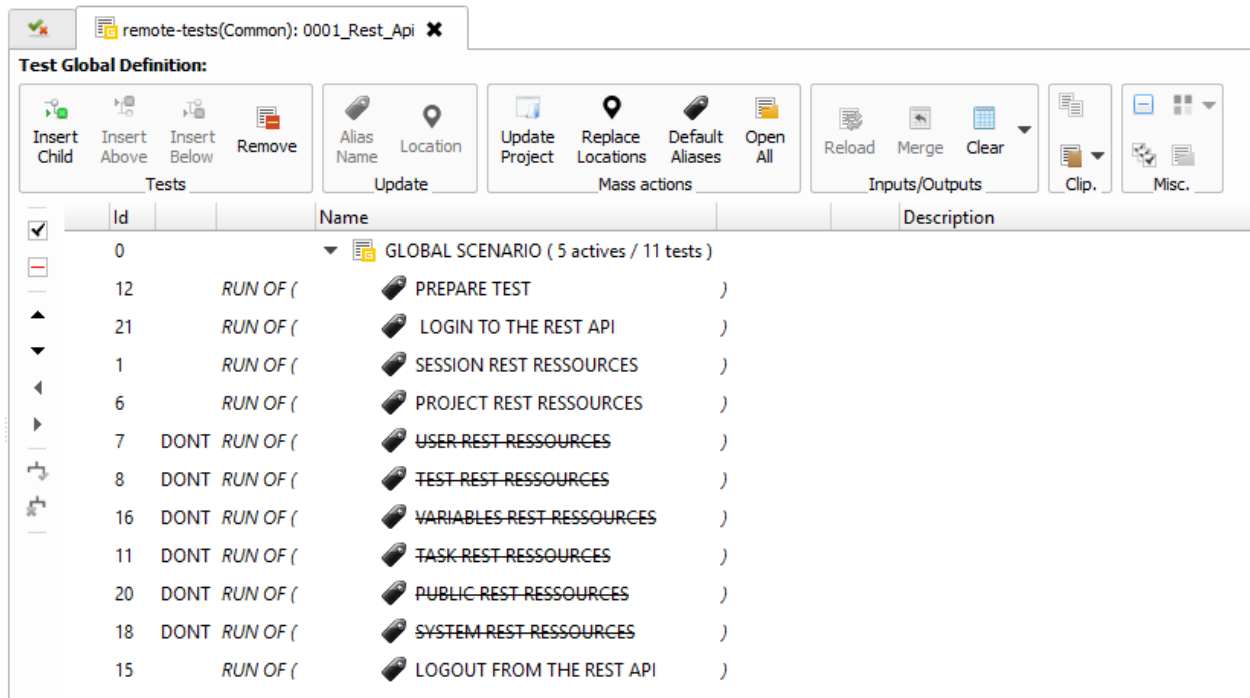 remote-tests(Common): 0001_Rest_Api
Test Global Definition:
Insert Child Insert Above Insert Below Remove Alias Name Location Update Project Replace Locations Default Aliases Open All Reload Merge Clear
Tests Update Mass actions Inputs/Outputs Clip. Misc.
Id Name Description
0 GLOBAL SCENARIO ( 5 actives / 11 tests )
12 RUN OF ( PREPARE TEST )
21 RUN OF ( LOGIN TO THE REST API )
1 RUN OF ( SESSION REST RESSOURCES )
6 RUN OF ( PROJECT REST RESSOURCES )
7 DONT RUN OF ( USER REST RESSOURCES )
8 DONT RUN OF ( TEST REST RESSOURCES )
16 DONT RUN OF ( VARIABLES REST RESSOURCES )
11 DONT RUN OF ( TASK REST RESSOURCES )
20 DONT RUN OF ( PUBLIC REST RESSOURCES )
18 DONT RUN OF ( SYSTEM REST RESSOURCES )
15 RUN OF ( LOGOUT FROM THE REST API )